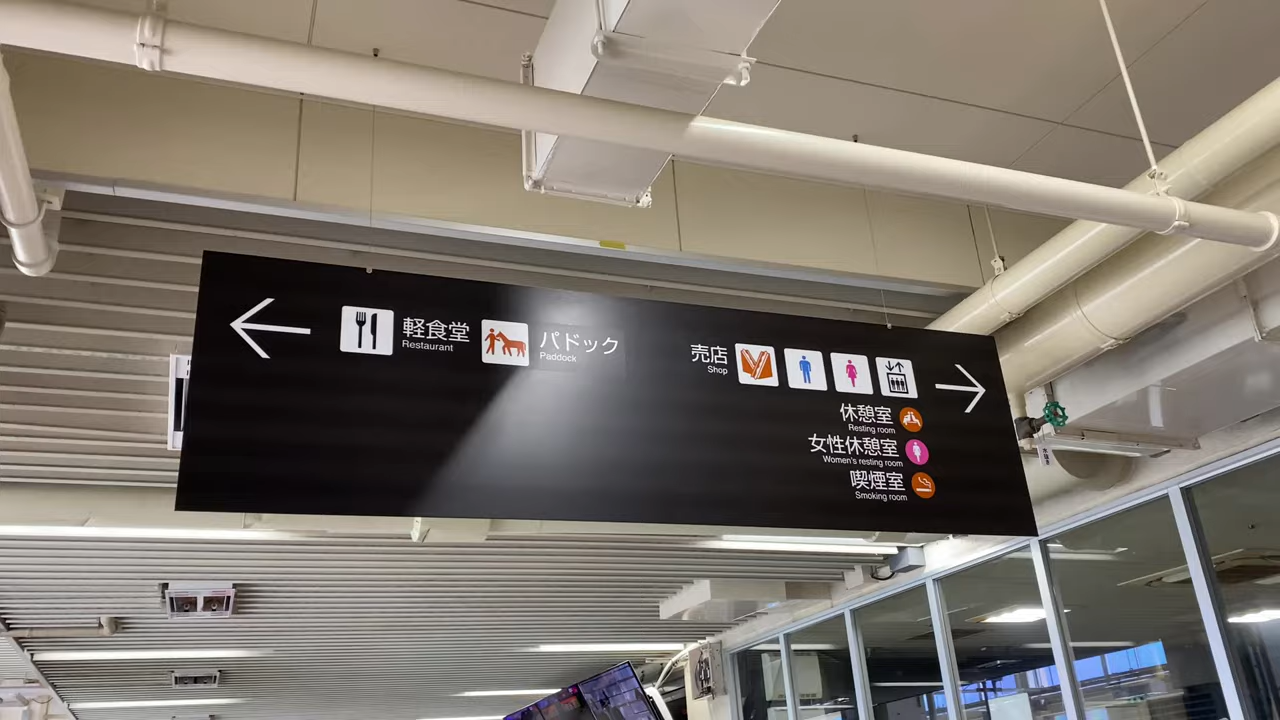 軽食堂
Restaurant
パドック
Paddock
売店
Shop
休憩室
Resting room
女性休憩室
Women's resting room
喫煙室
Smoking room